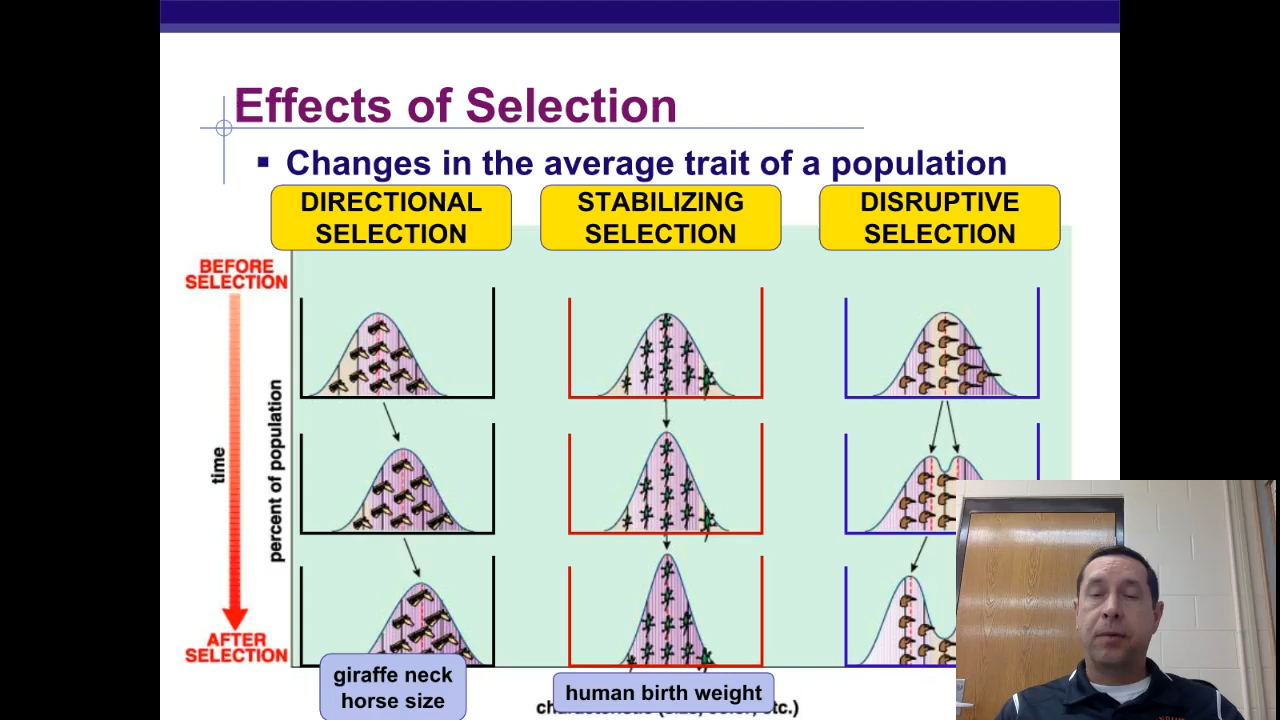 Effects of Selection
Changes in the average trait of a population
DIRECTIONAL
SELECTION
STABILIZING
SELECTION
DISRUPTIVE
SELECTION
BEFORE
SELECTION
time
percent of population
AFTER
SELECTION
giraffe neck
horse size
human birth weight
etc.)